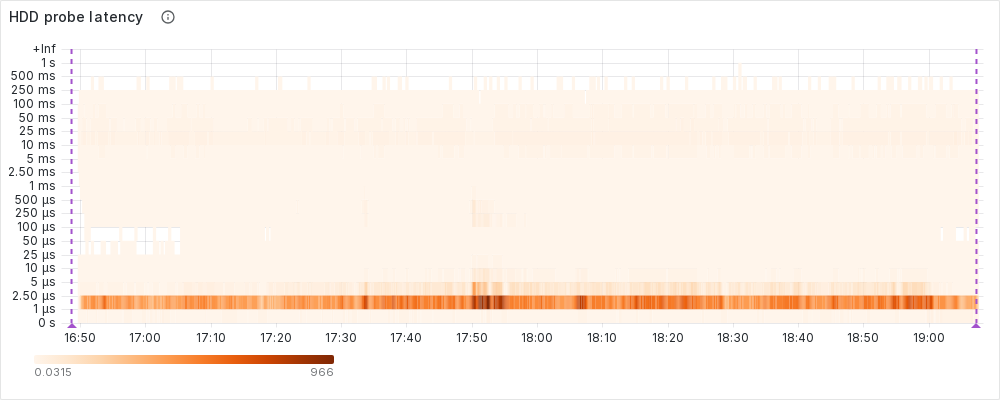 HDD probe latency
+Inf
1 s
500 ms
250 ms
100 ms
50 ms
25 ms
10 ms
5 ms
2.50 ms
1 ms
500 µs
250 µs
100 µs
50 µs
25 µs
10 µs
5 µs
2.50 µs
1 µs
0 s
16:50 17:00 17:10 17:20 17:30 17:40 17:50 18:00 18:10 18:20 18:30 18:40 18:50 19:00
0.0315 966